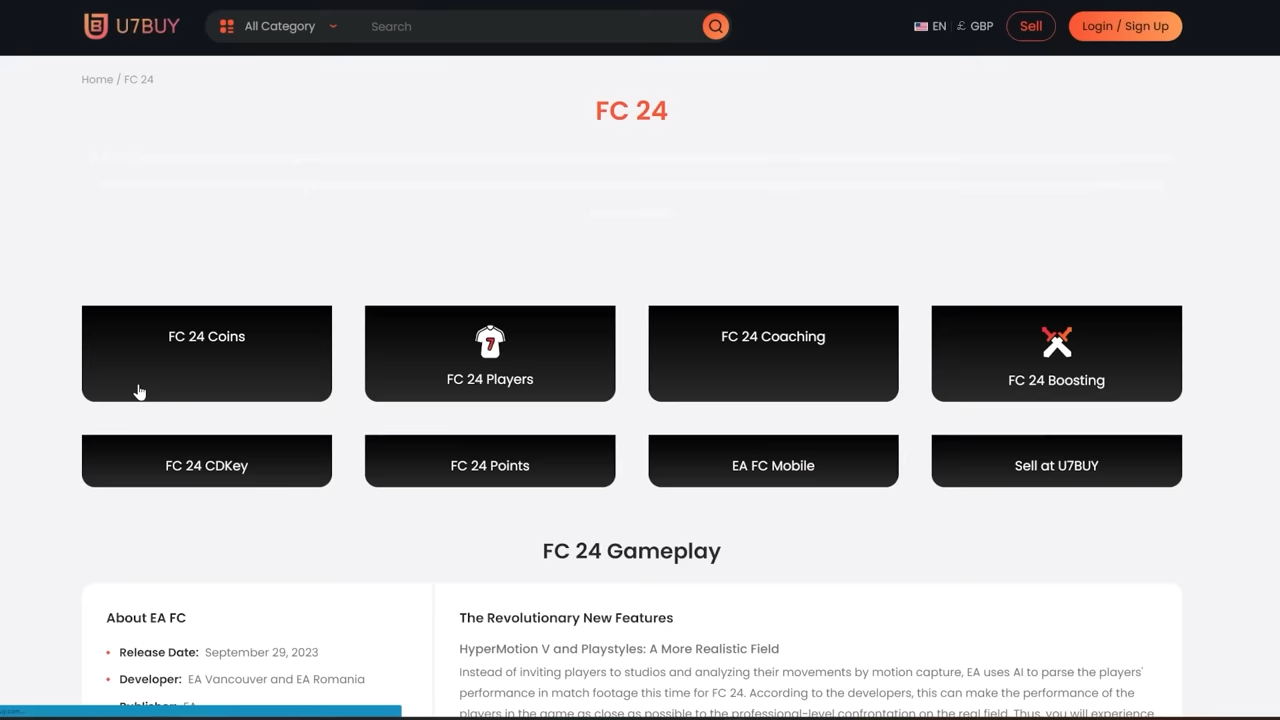 U7BUY
All Category
Search
EN
£ GBP
Sell
Login / Sign Up
Home / FC 24
FC 24
FC 24 Coins
7
FC 24 Players
FC 24 Coaching
FC 24 Boosting
FC 24 CDKey
FC 24 Points
EA FC Mobile
Sell at U7BUY
FC 24 Gameplay
About EA FC
Release Date: September 29, 2023
Developer: EA Vancouver and EA Romania
Publisher: EA
The Revolutionary New Features
HyperMotion V and Playstyles: A More Realistic Field
Instead of inviting players to studios and analyzing their movements by motion capture, EA uses AI to parse the players'
performance in match footage this time for FC 24. According to the developers, this can make the performance of the
players in the game as close as possible to the professional-level confrontation on the real field. Thus, you will experience